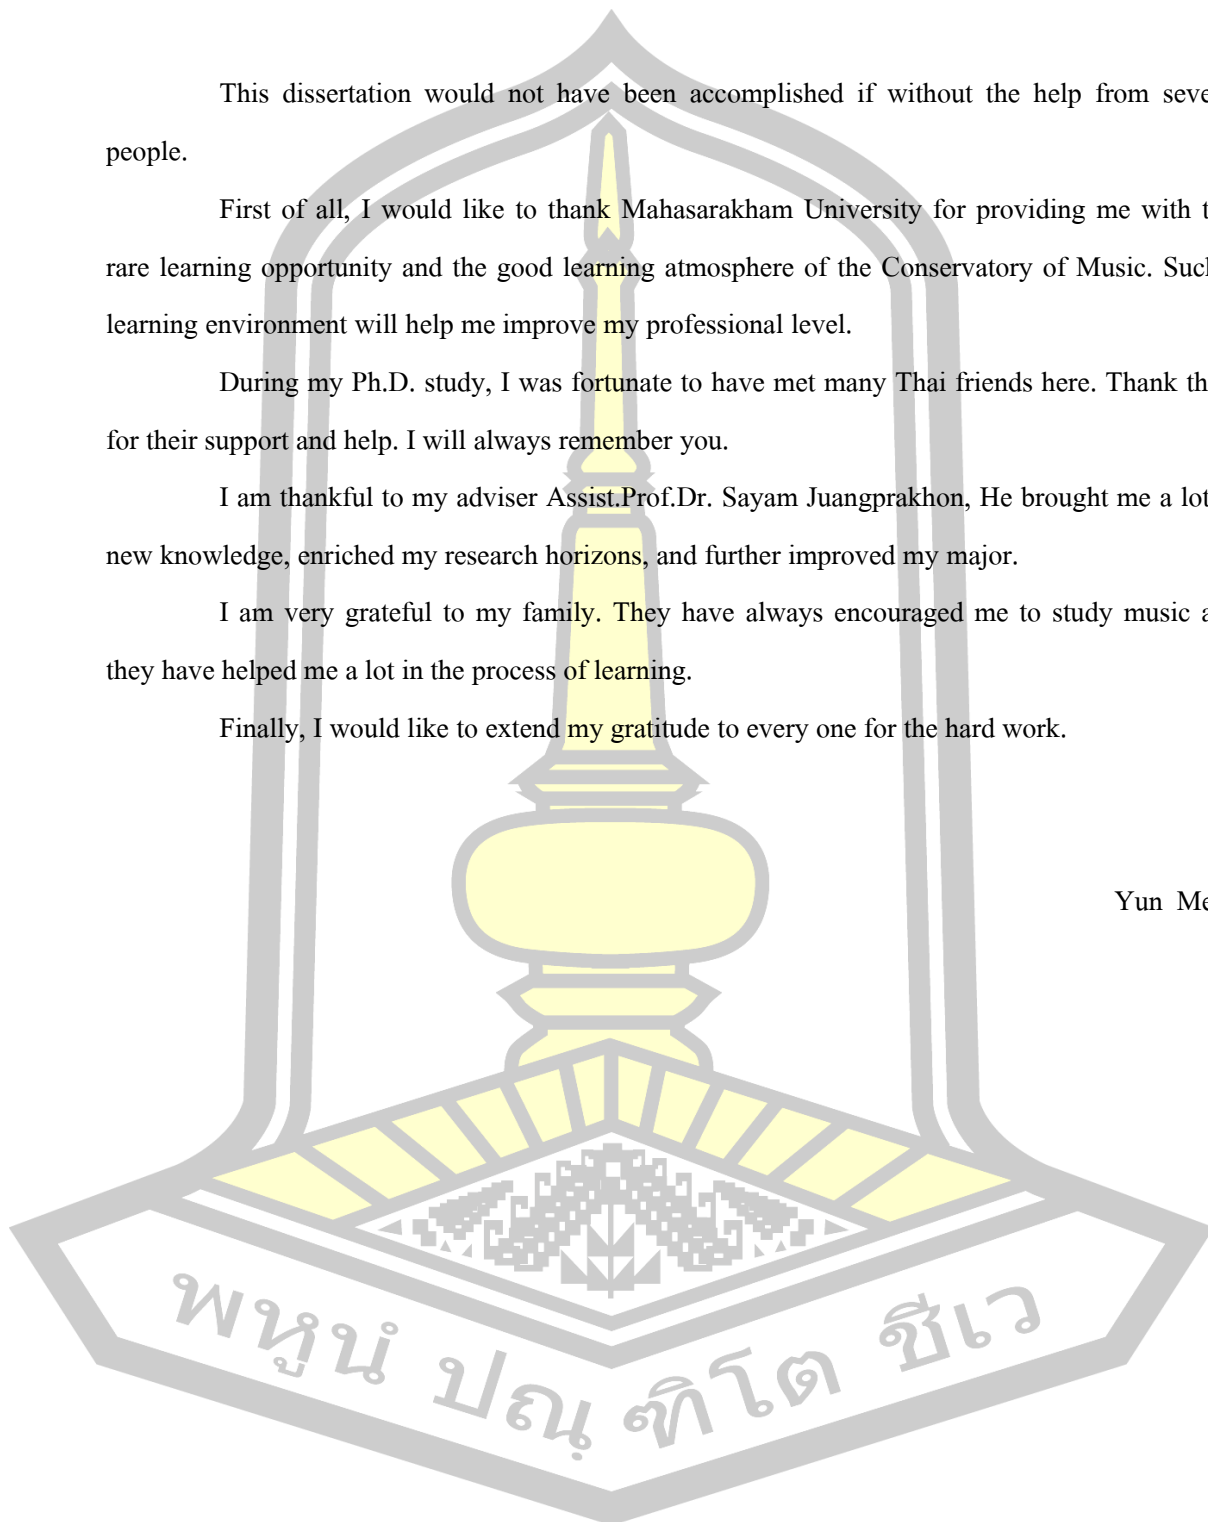 This dissertation would not have been accomplished if without the help from seve
people.
First of all, I would like to thank Mahasarakham University for providing me with t
rare learning opportunity and the good learning atmosphere of the Conservatory of Music. Such
learning environment will help me improve my professional level.
During my Ph.D. study, I was fortunate to have met many Thai friends here. Thank th
for their support and help. I will always remember you.
I am thankful to my adviser Assist.Prof.Dr. Sayam Juangprakhon, He brought me a lot
new knowledge, enriched my research horizons, and further improved my major.
I am very grateful to my family. They have always encouraged me to study music a
they have helped me a lot in the process of learning.
Finally, I would like to extend my gratitude to every one for the hard work.
Yun Me
พหูนํ ปณฺฑิโต ชีเว